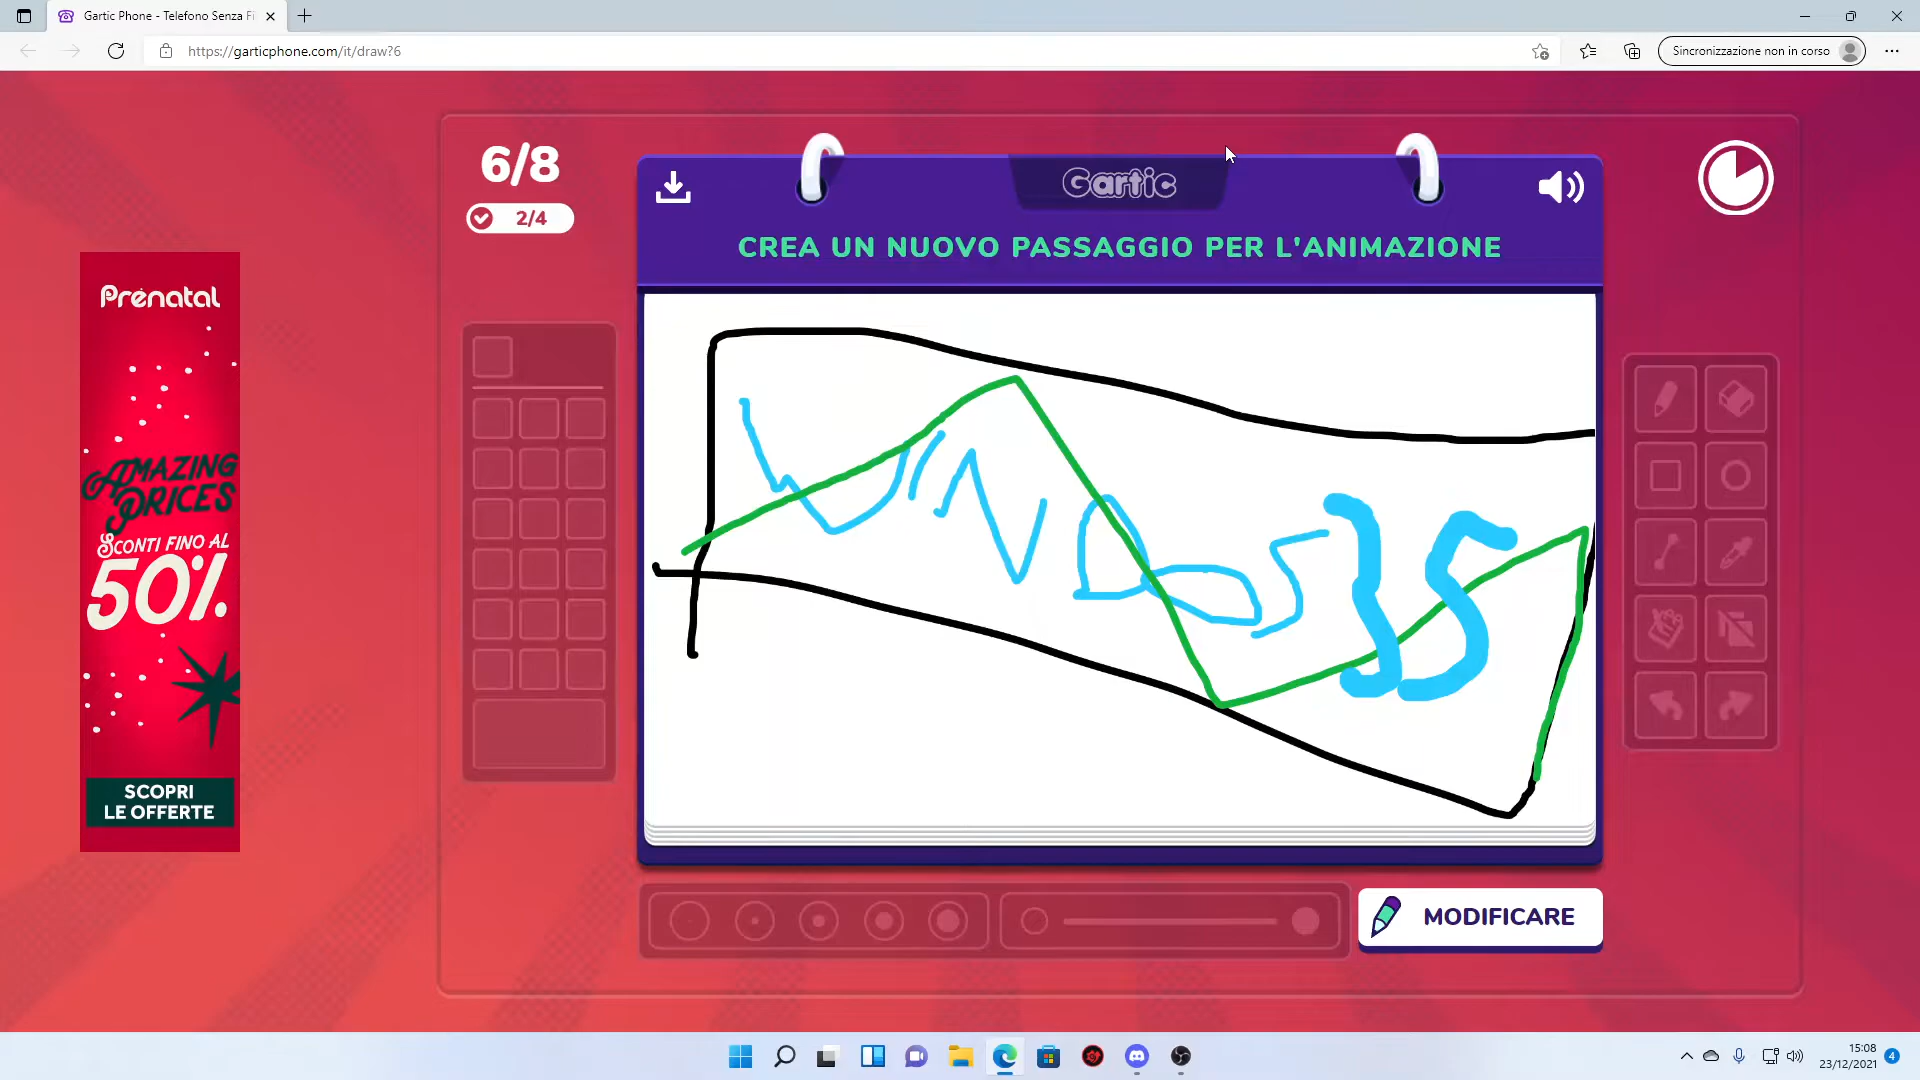 Gartic Phone - Telefono Senza Fi
https://garticphone.com/it/draw?6
Sincronizzazione non in corso
6/8
2/4
Gartic
CREA UN NUOVO PASSAGGIO PER L'ANIMAZIONE
Prénatal
AMAZING
PRICES
SCONTI FINO AL
50%
SCOPRI
LE OFFERTE
MODIFICARE
15:08
23/12/2021
4